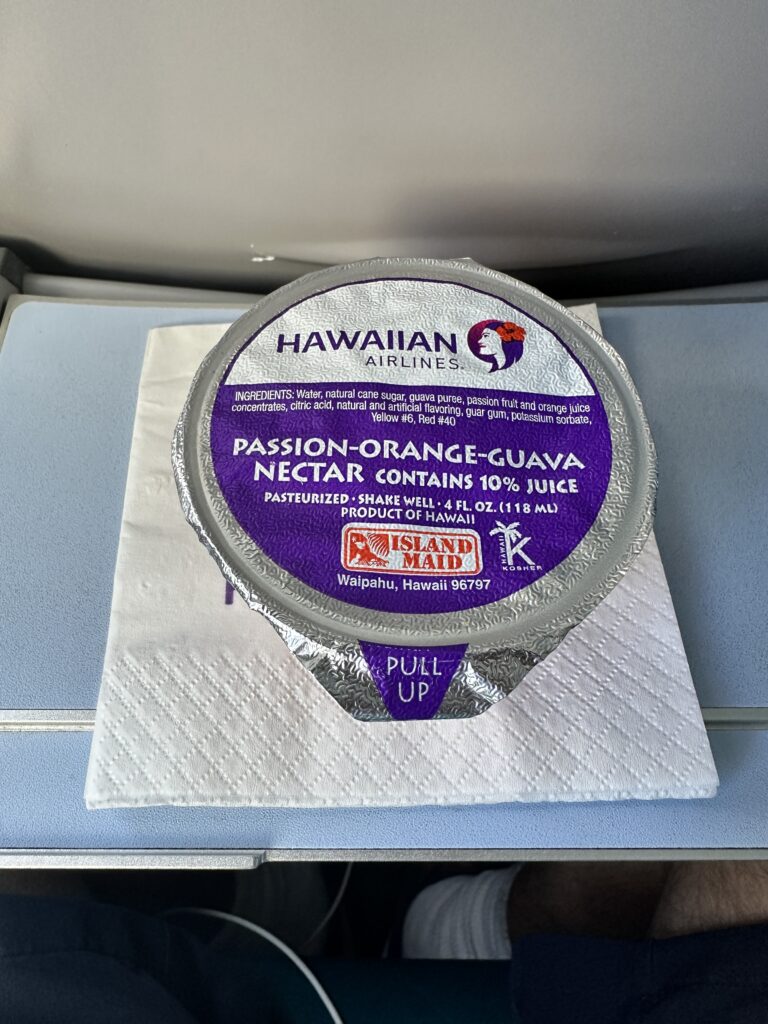 HAWAIIAN
AIRLINES.
INGREDIENTS: Water, natural cane sugar, guava puree, passion fruit and orange juice
concentrates, citric acid, natural and artificial flavoring, guar gum, potassium sorbate,
Yellow #6, Red #40
PASSION-ORANGE-GUAVA
NECTAR CONTAINS 10% JUICE
PASTEURIZED · SHAKE WELL · 4 FL. OZ. (118 ML)
PRODUCT OF HAWAII
ISLAND
MAID
HAWAII
K
KOSHER
Waipahu, Hawaii 96797
PULL
UP